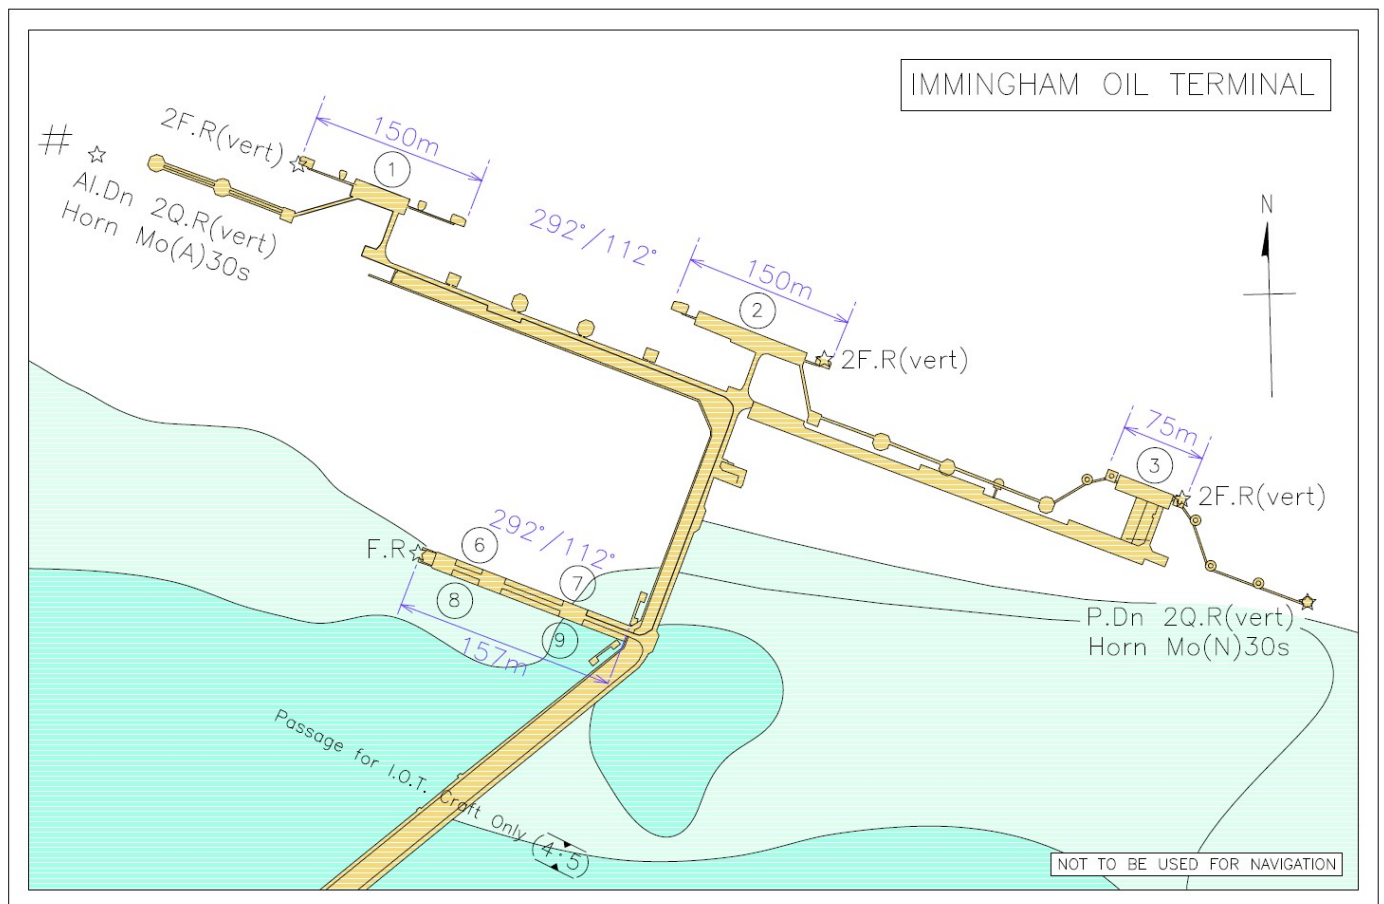 IMMINGHAM OIL TERMINAL
2F.R(vert)
150m
1
#
Al.Dn 2Q.R(vert)
Horn Mo(A)30s
292°/112°
150m
2
2F.R(vert)
N
75m
3
2F.R(vert)
292°/112°
F.R
6
7
8
9
157m
P.Dn 2Q.R(vert)
Horn Mo(N)30s
Passage for I.O.T. Craft Only (4·5)
NOT TO BE USED FOR NAVIGATION